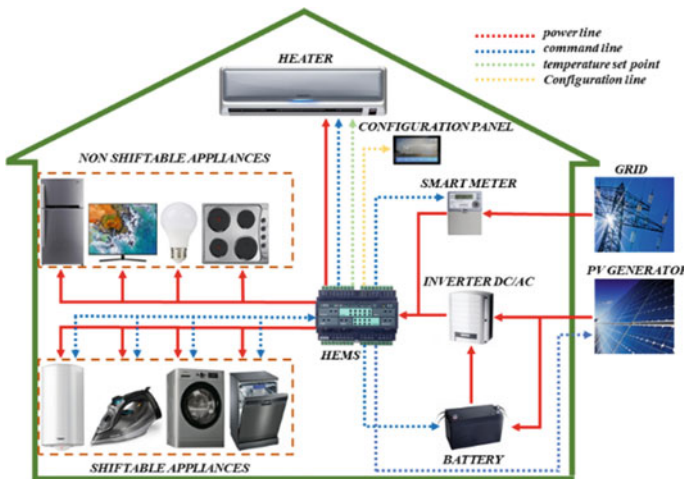 power line
command line
temperature set point
Configuration line
HEATER
CONFIGURATION PANEL
NON SHIFTABLE APPLIANCES
SMART METER
GRID
INVERTER DC/AC
PV GENERATOR
HEMS
BATTERY
SHIFTABLE APPLIANCES